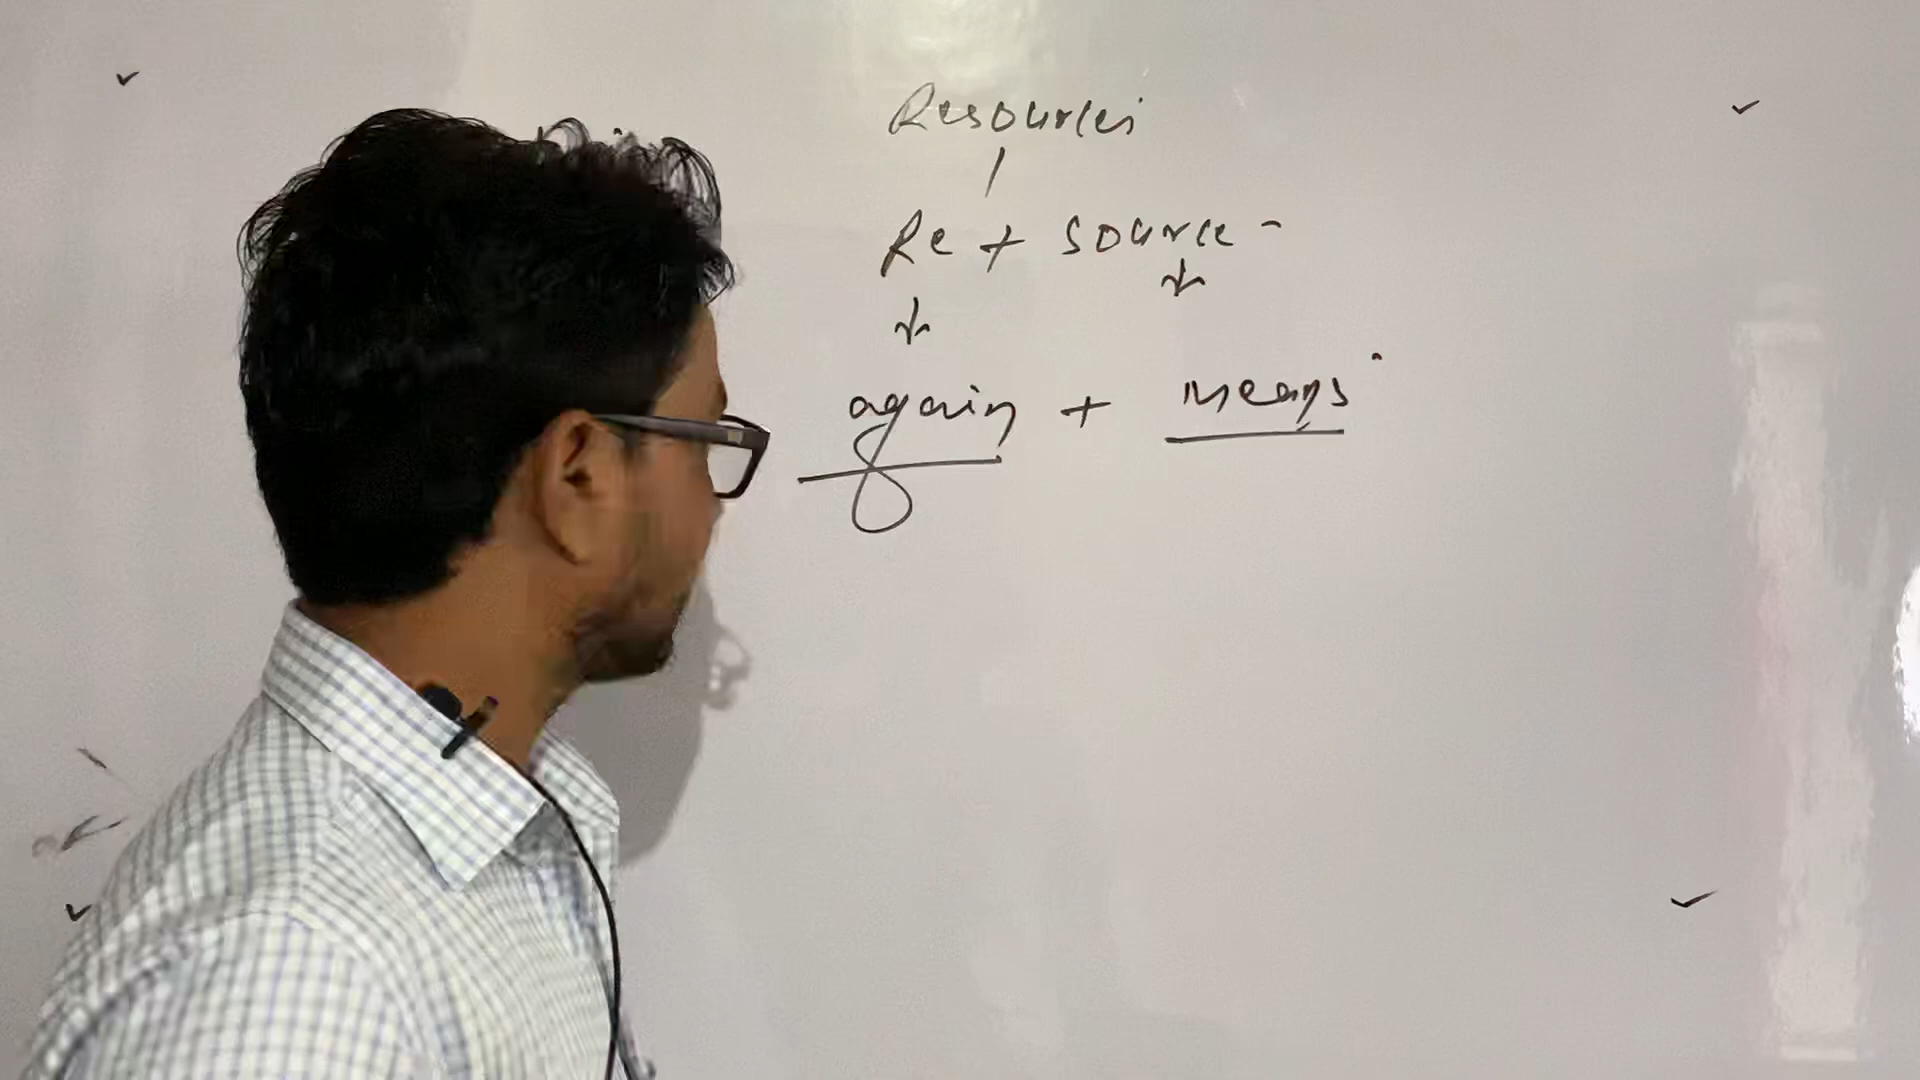 Resources
Re + source -
again + means